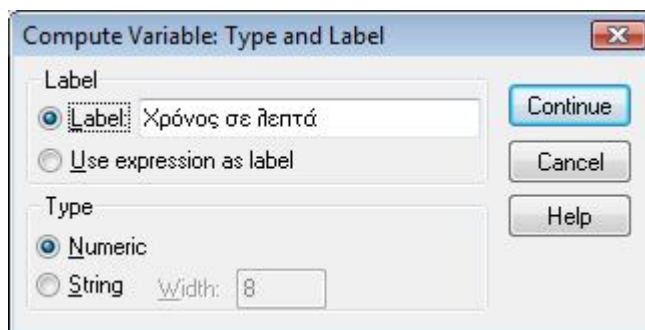 Compute Variable: Type and Label
Label
Label: Χρόνος σε λεπτά
Use expression as label
Type
Numeric
String Width: 8
Continue
Cancel
Help